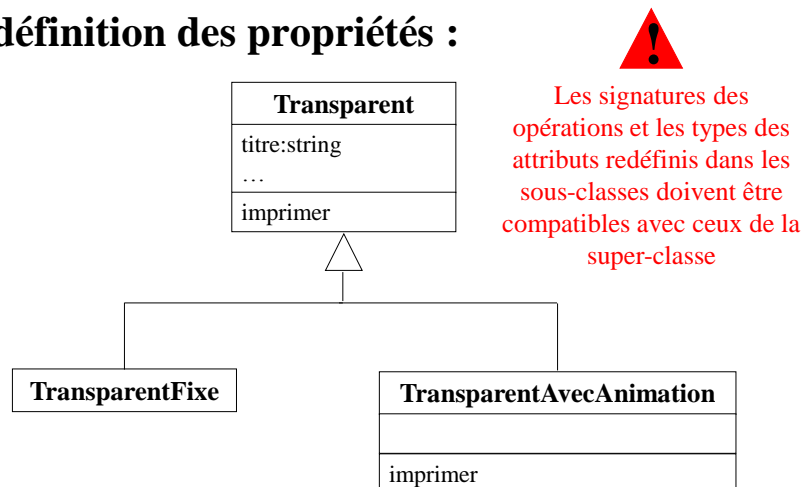 définition des propriétés :
!
Les signatures des
opérations et les types des
attributs redéfinis dans les
sous-classes doivent être
compatibles avec ceux de la
super-classe
Transparent
titre:string
…
imprimer
TransparentFixe
TransparentAvecAnimation
imprimer